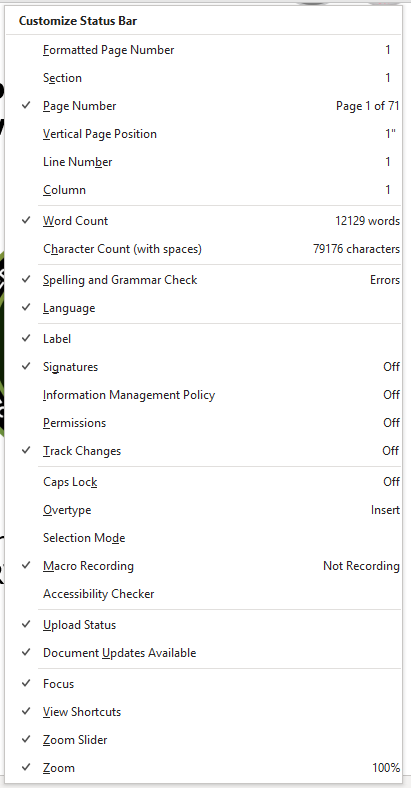 Customize Status Bar
Formatted Page Number 1
Section 1
Page Number Page 1 of 71
Vertical Page Position 1"
Line Number 1
Column 1
Word Count 12129 words
Character Count (with spaces) 79176 characters
Spelling and Grammar Check Errors
Language
Label
Signatures Off
Information Management Policy Off
Permissions Off
Track Changes Off
Caps Lock Off
Overtype Insert
Selection Mode
Macro Recording Not Recording
Accessibility Checker
Upload Status
Document Updates Available
Focus
View Shortcuts
Zoom Slider
Zoom 100%